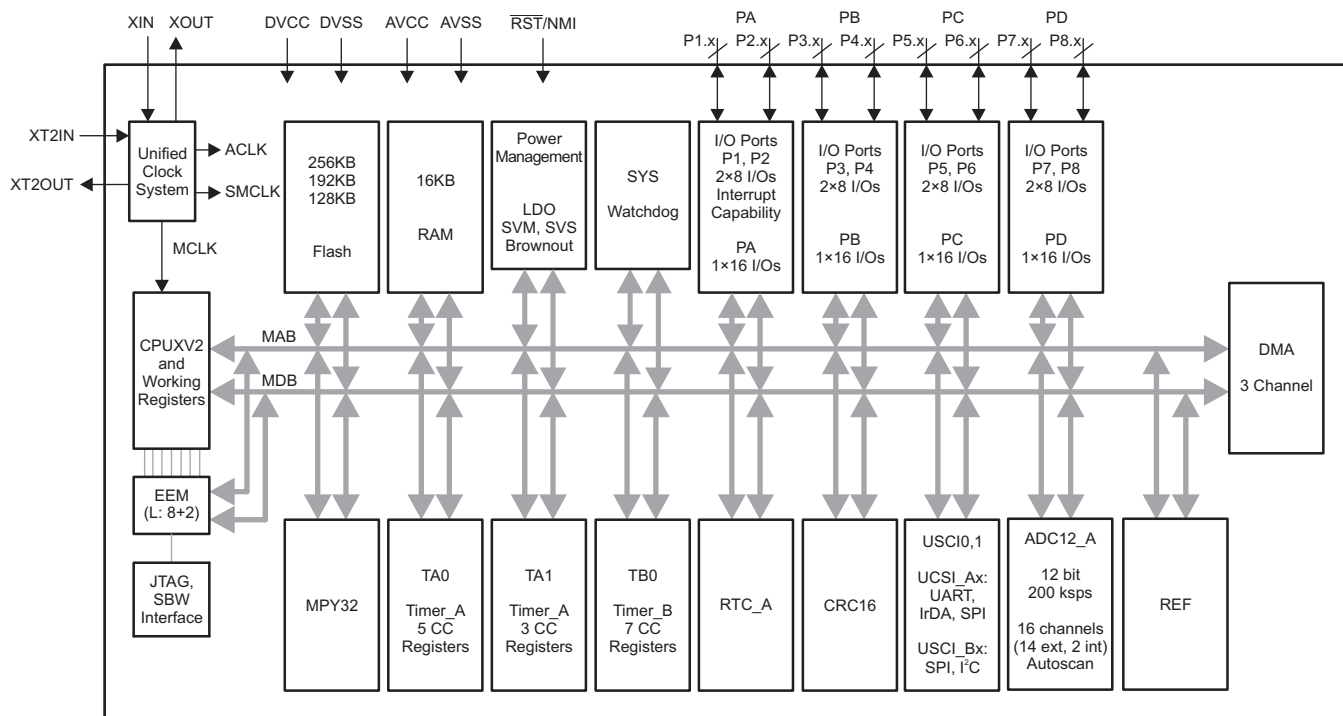 XIN XOUT DVCC DVSS AVCC AVSS RST/NMI
PA PB PC PD
P1.x P2.x P3.x P4.x P5.x P6.x P7.x P8.x
XT2IN
XT2OUT
Unified
Clock
System
ACLK
SMCLK
MCLK
256KB
192KB
128KB
Flash
16KB
RAM
Power
Management
LDO
SVM, SVS
Brownout
SYS
Watchdog
I/O Ports
P1, P2
2×8 I/Os
Interrupt
Capability
PA
1×16 I/Os
I/O Ports
P3, P4
2×8 I/Os
PB
1×16 I/Os
I/O Ports
P5, P6
2×8 I/Os
PC
1×16 I/Os
I/O Ports
P7, P8
2×8 I/Os
PD
1×16 I/Os
CPUXV2
and
Working
Registers
MAB
MDB
DMA
3 Channel
EEM
(L: 8+2)
JTAG,
SBW
Interface
MPY32
TA0
Timer_A
5 CC
Registers
TA1
Timer_A
3 CC
Registers
TB0
Timer_B
7 CC
Registers
RTC_A
CRC16
USCI0,1
UCSI_Ax:
UART,
IrDA, SPI
USCI_Bx:
SPI, I²C
ADC12_A
12 bit
200 ksps
16 channels
(14 ext, 2 int)
Autoscan
REF